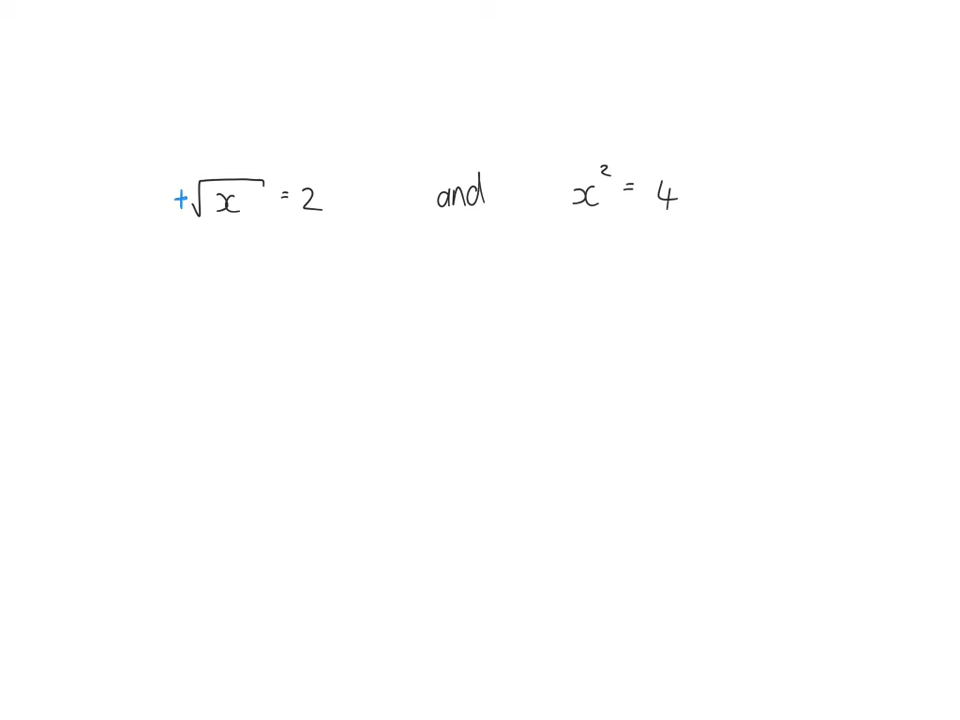 +√x = 2 and x² = 4